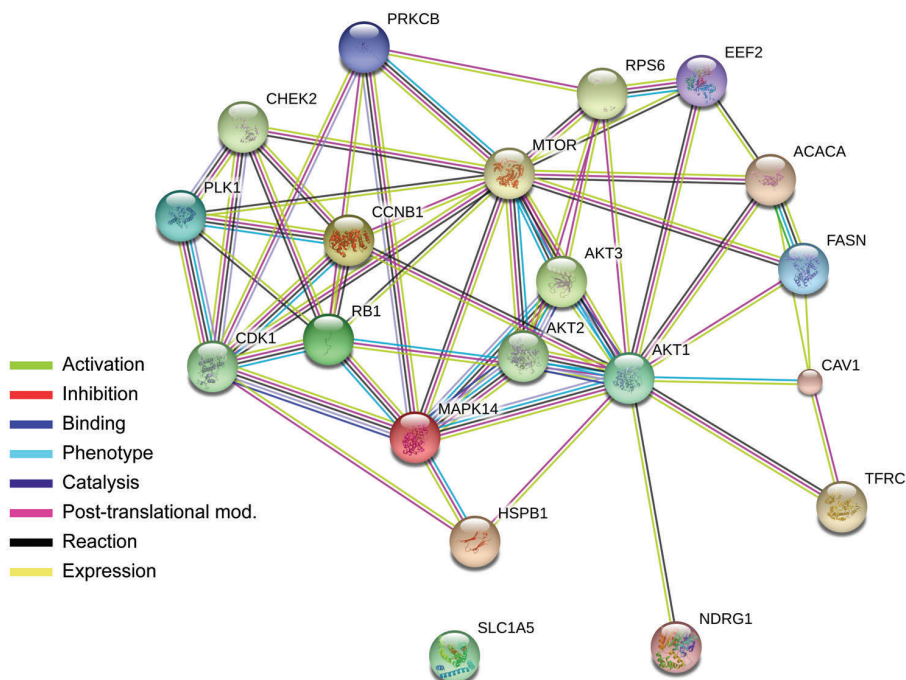 PRKCB
RPS6
EEF2
CHEK2
MTOR
ACACA
PLK1
CCNB1
FASN
AKT3
RB1
CDK1
AKT2
AKT1
CAV1
Activation
Inhibition
Binding
Phenotype
Catalysis
Post-translational mod.
Reaction
Expression
MAPK14
TFRC
HSPB1
SLC1A5
NDRG1